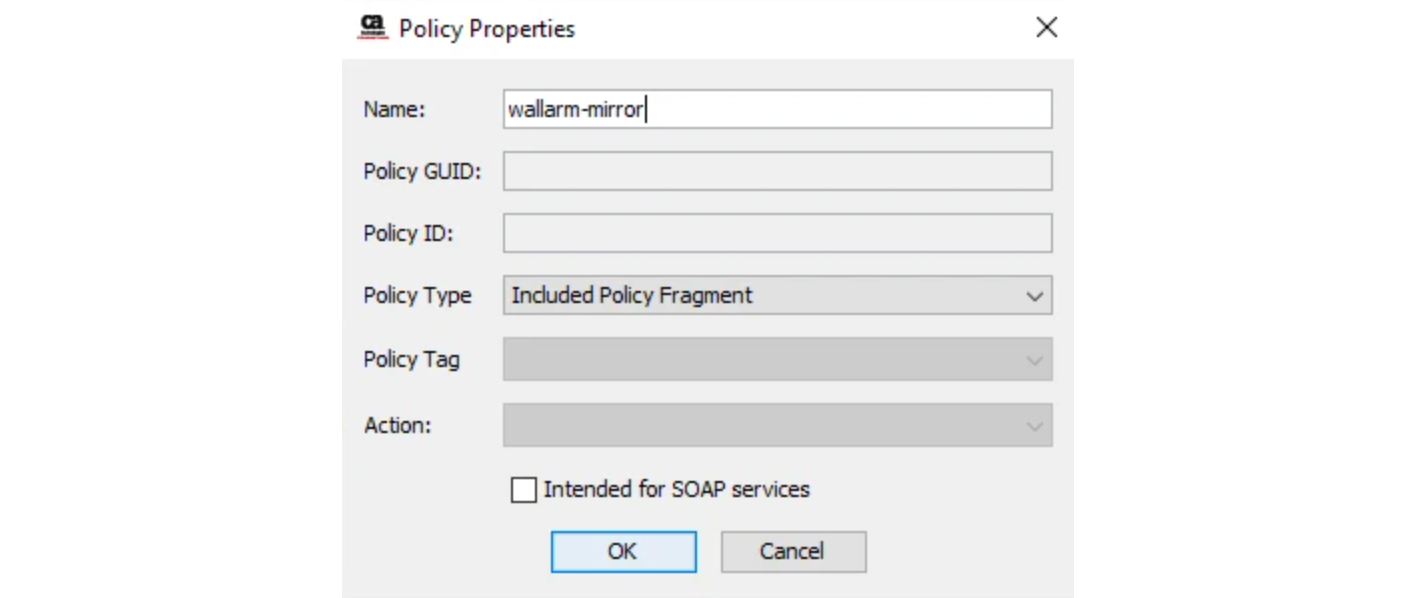 ca
Policy Properties
Name: wallarm-mirror
Policy GUID:
Policy ID:
Policy Type Included Policy Fragment
Policy Tag
Action:
Intended for SOAP services
OK Cancel